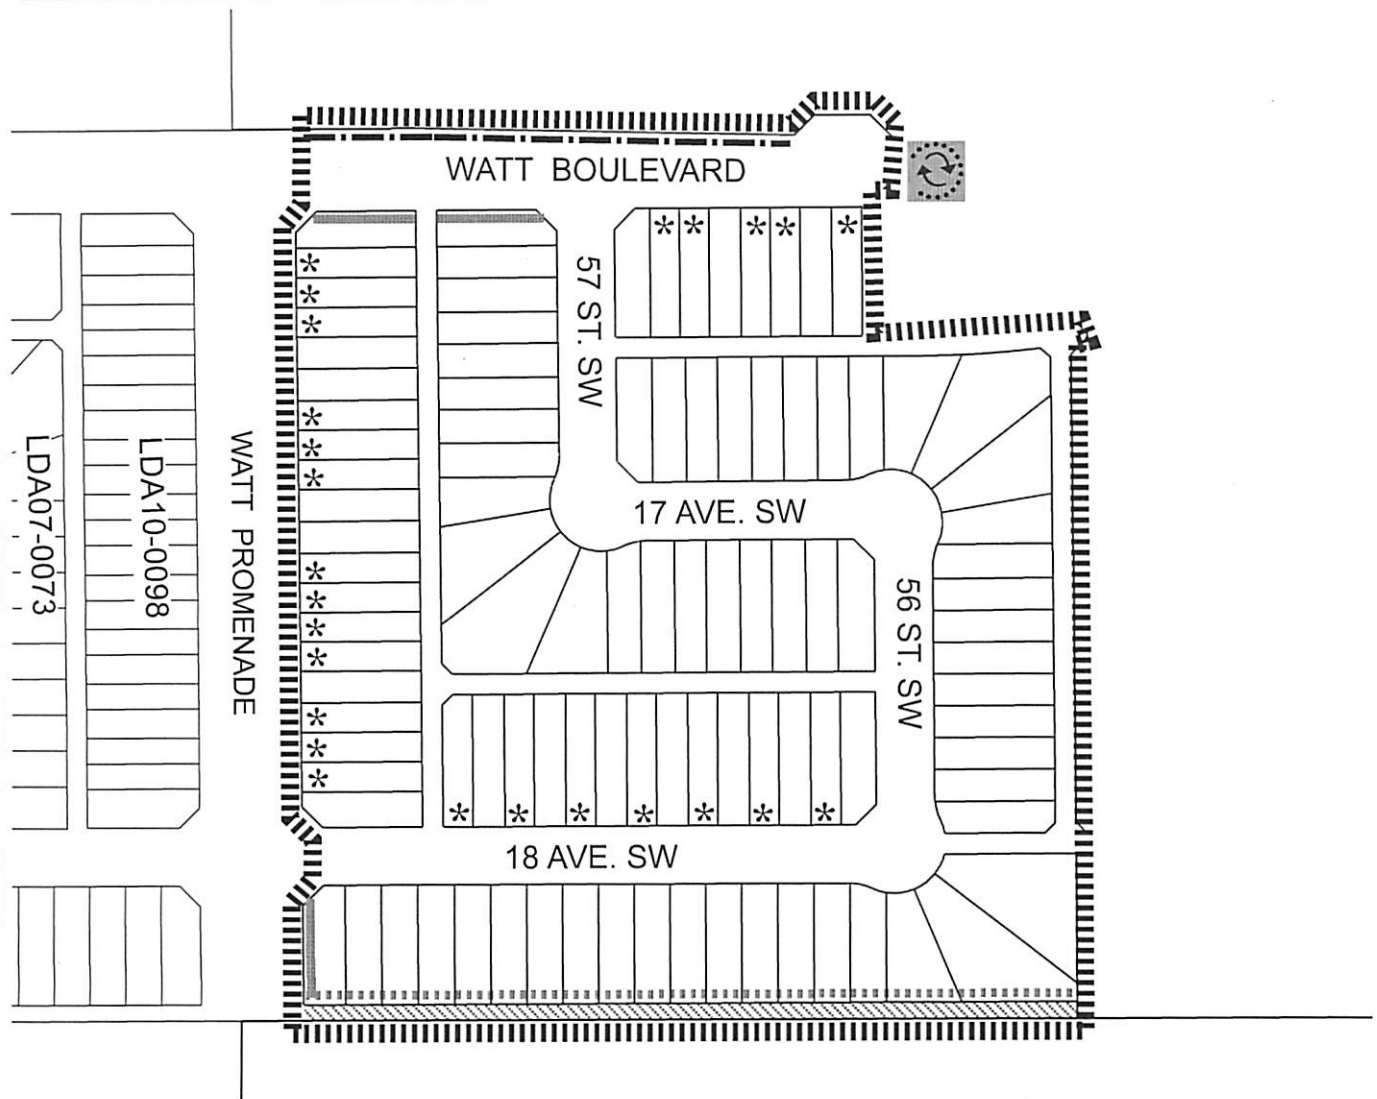 WATT BOULEVARD
57 ST. SW
LDA07-0073
LDA10-0098
WATT PROMENADE
17 AVE. SW
56 ST. SW
18 AVE. SW